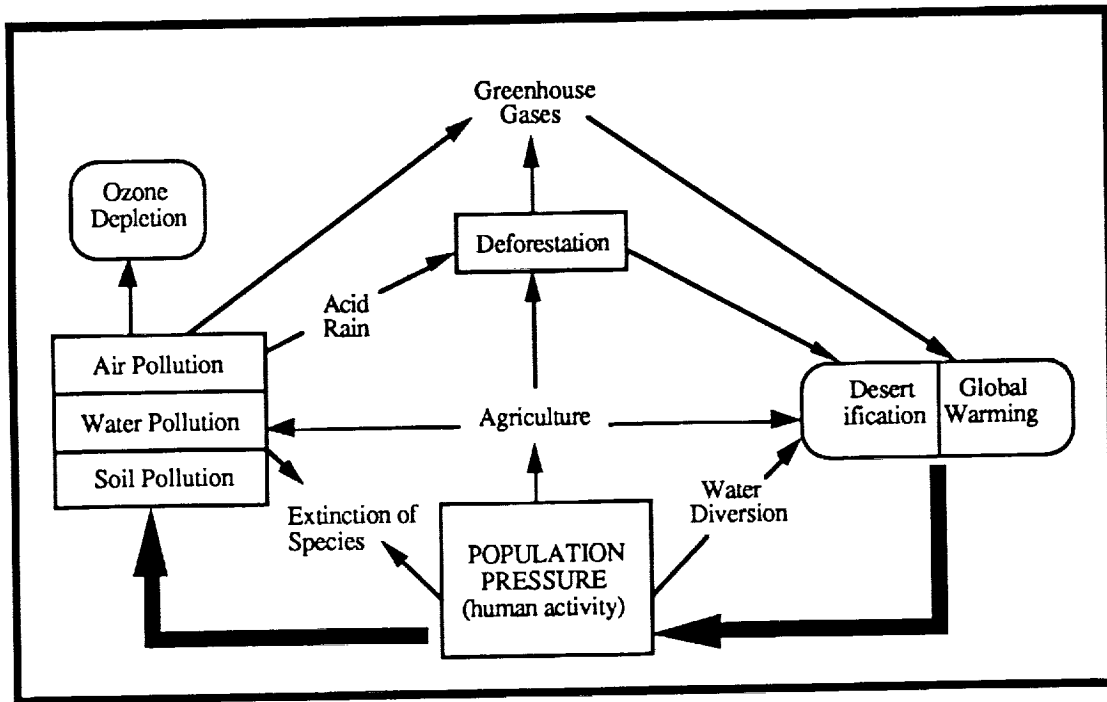 Greenhouse
Gases
Ozone
Depletion
Deforestation
Acid
Rain
Air Pollution
Water Pollution
Soil Pollution
Agriculture
Desert
ification
Global
Warming
Extinction of
Species
Water
Diversion
POPULATION
PRESSURE
(human activity)